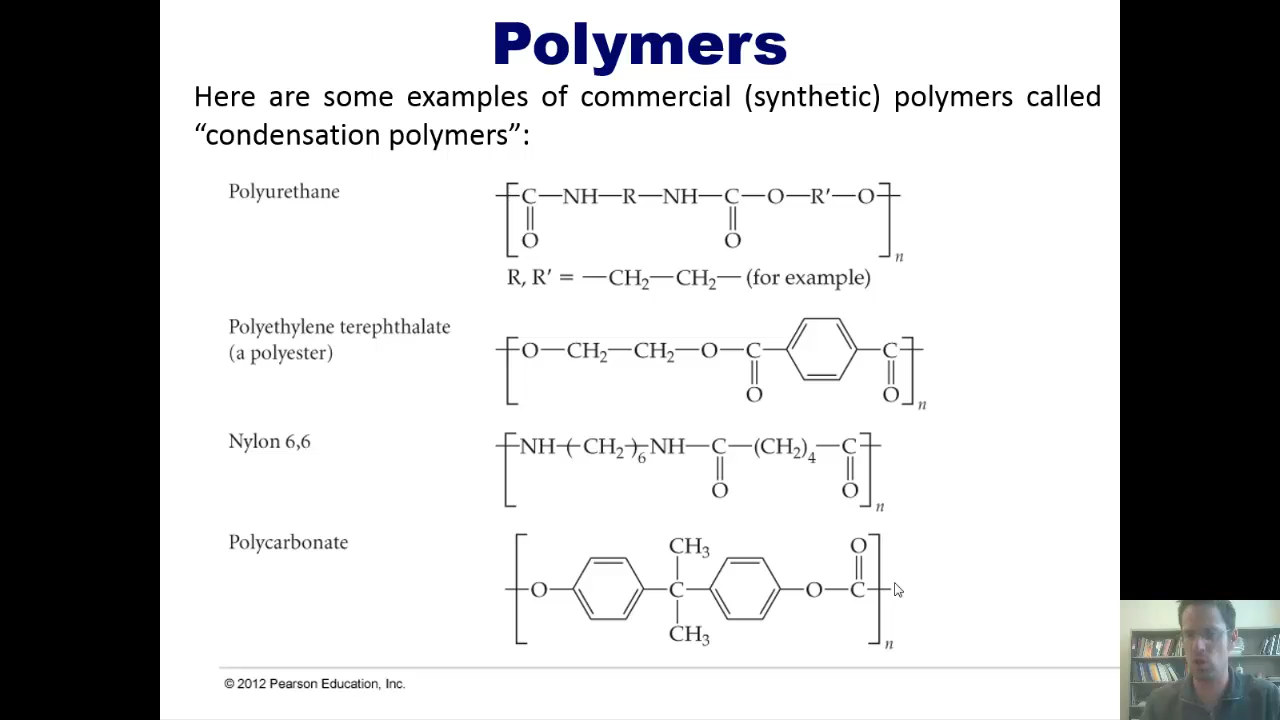 Polymers
Here are some examples of commercial (synthetic) polymers called
“condensation polymers”:
Polyurethane
C—NH—R—NH—C—O—R′—O
O O
n
R, R′ = —CH2—CH2— (for example)
Polyethylene terephthalate
(a polyester)
O—CH2—CH2—O—C C
O O
n
Nylon 6,6
NH—(CH2)6—NH—C—(CH2)4—C
O O
n
Polycarbonate
CH3 O
O C O—C
CH3
n
© 2012 Pearson Education, Inc.